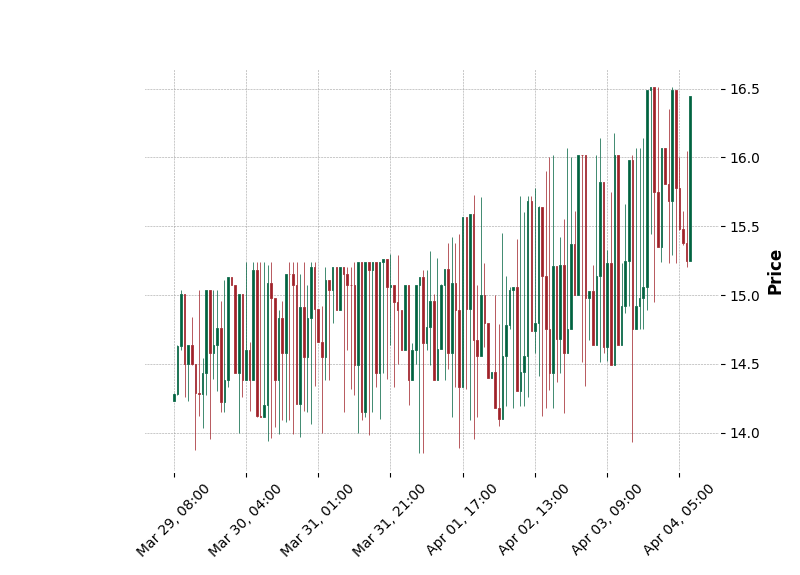 16.5
16.0
15.5
15.0
14.5
14.0
Price
Mar 29, 08:00
Mar 30, 04:00
Mar 31, 01:00
Mar 31, 21:00
Apr 01, 17:00
Apr 02, 13:00
Apr 03, 09:00
Apr 04, 05:00